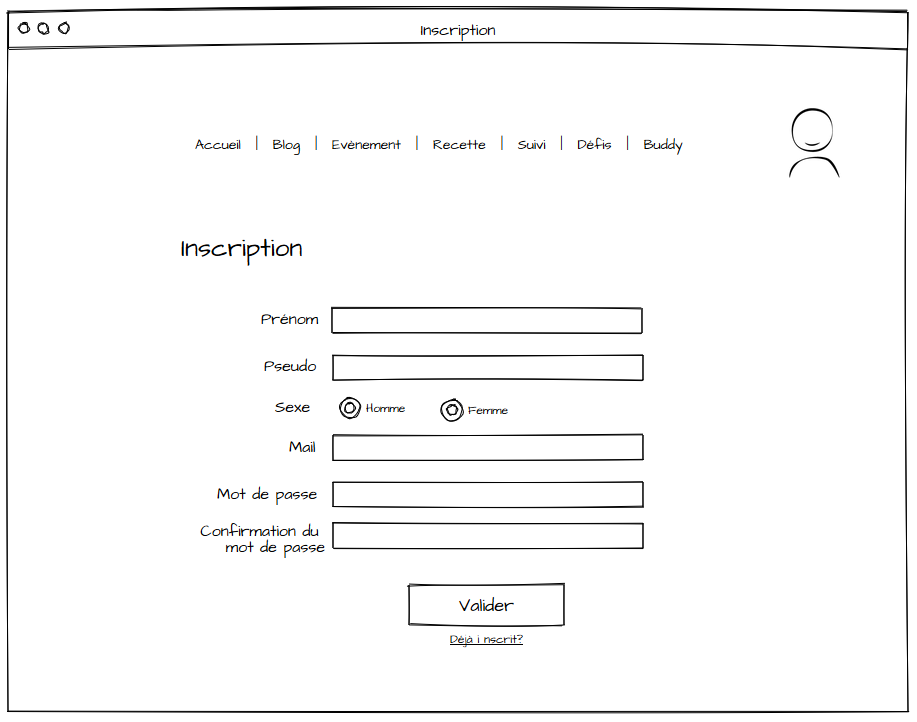 Inscription
Accueil | Blog | Evénement | Recette | Suivi | Défis | Buddy
Inscription
Prénom
Pseudo
Sexe Homme Femme
Mail
Mot de passe
Confirmation du
mot de passe
Valider
Déjà i nscrit?